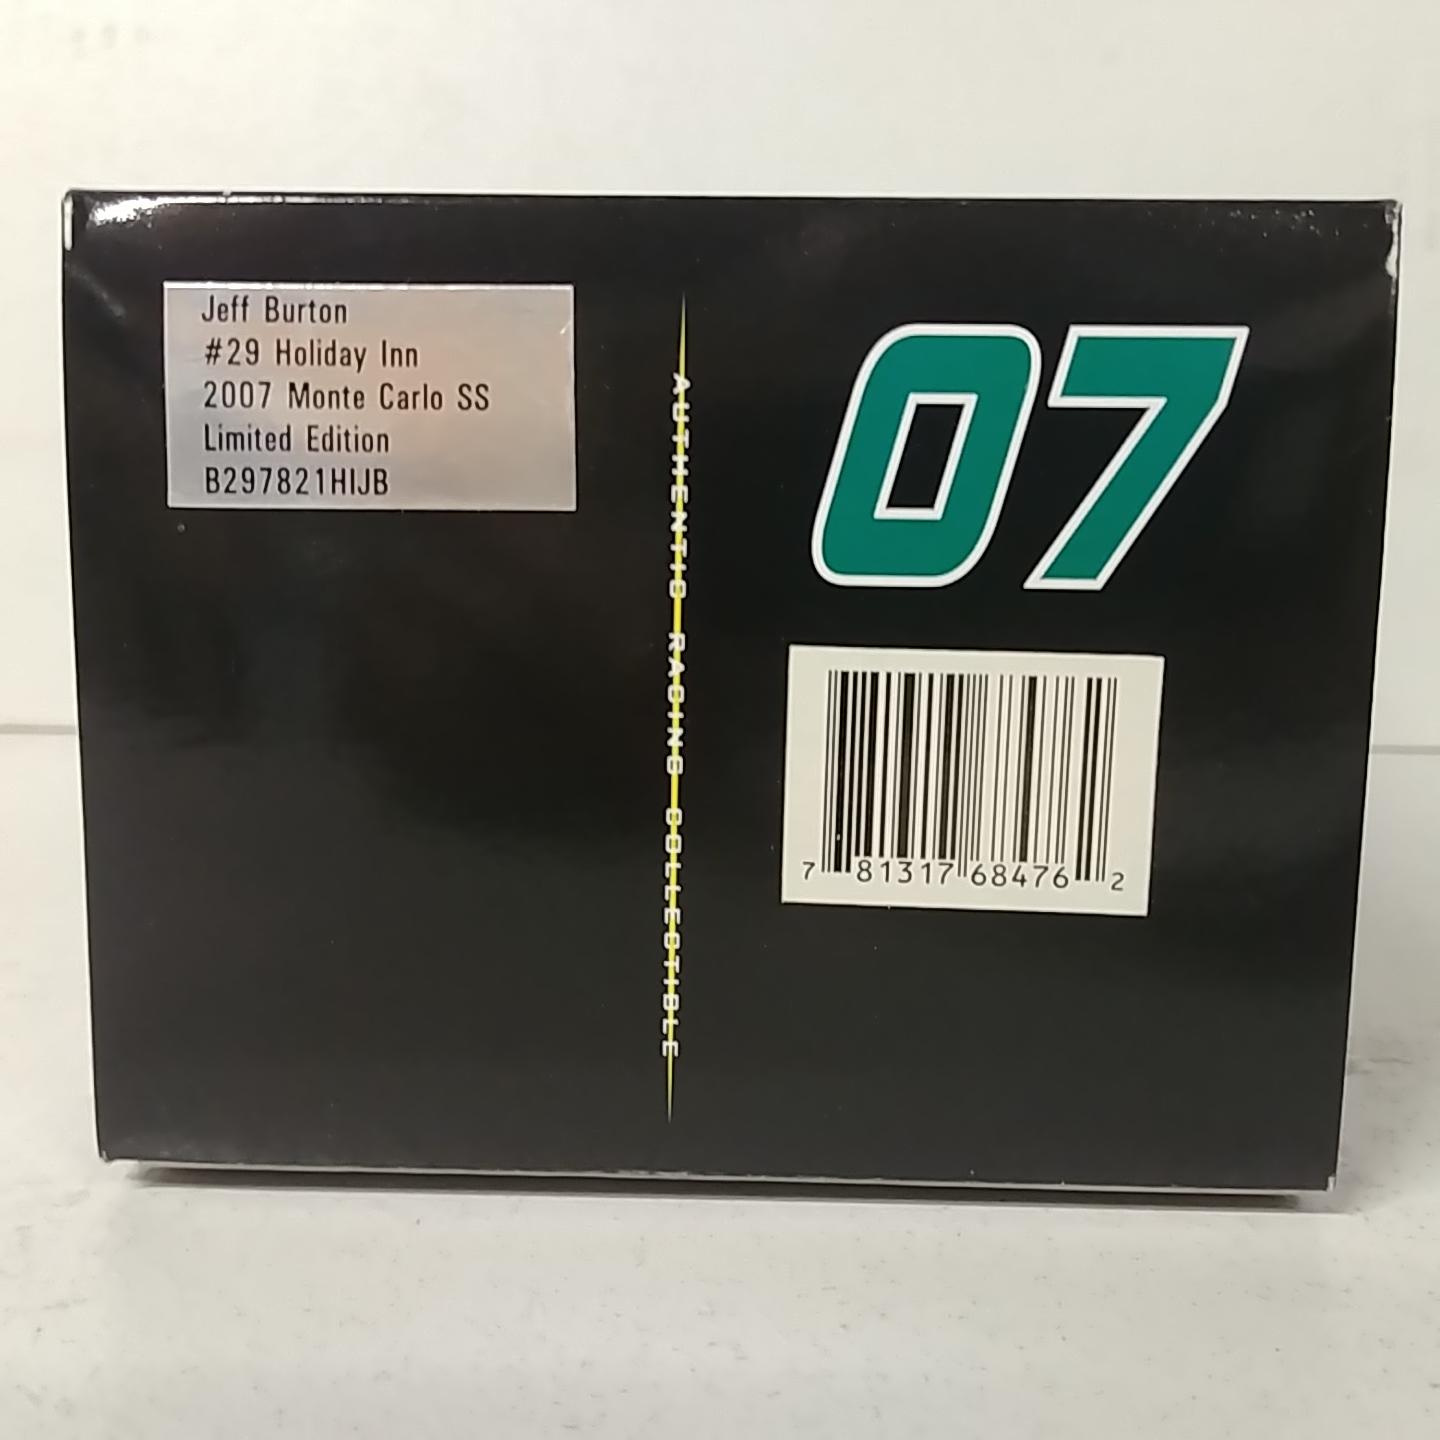 Jeff Burton
#29 Holiday Inn
2007 Monte Carlo SS
Limited Edition
B297821HIJB
AUTHENTIC RACING COLLECTIBLE
07
7 81317 68476 2